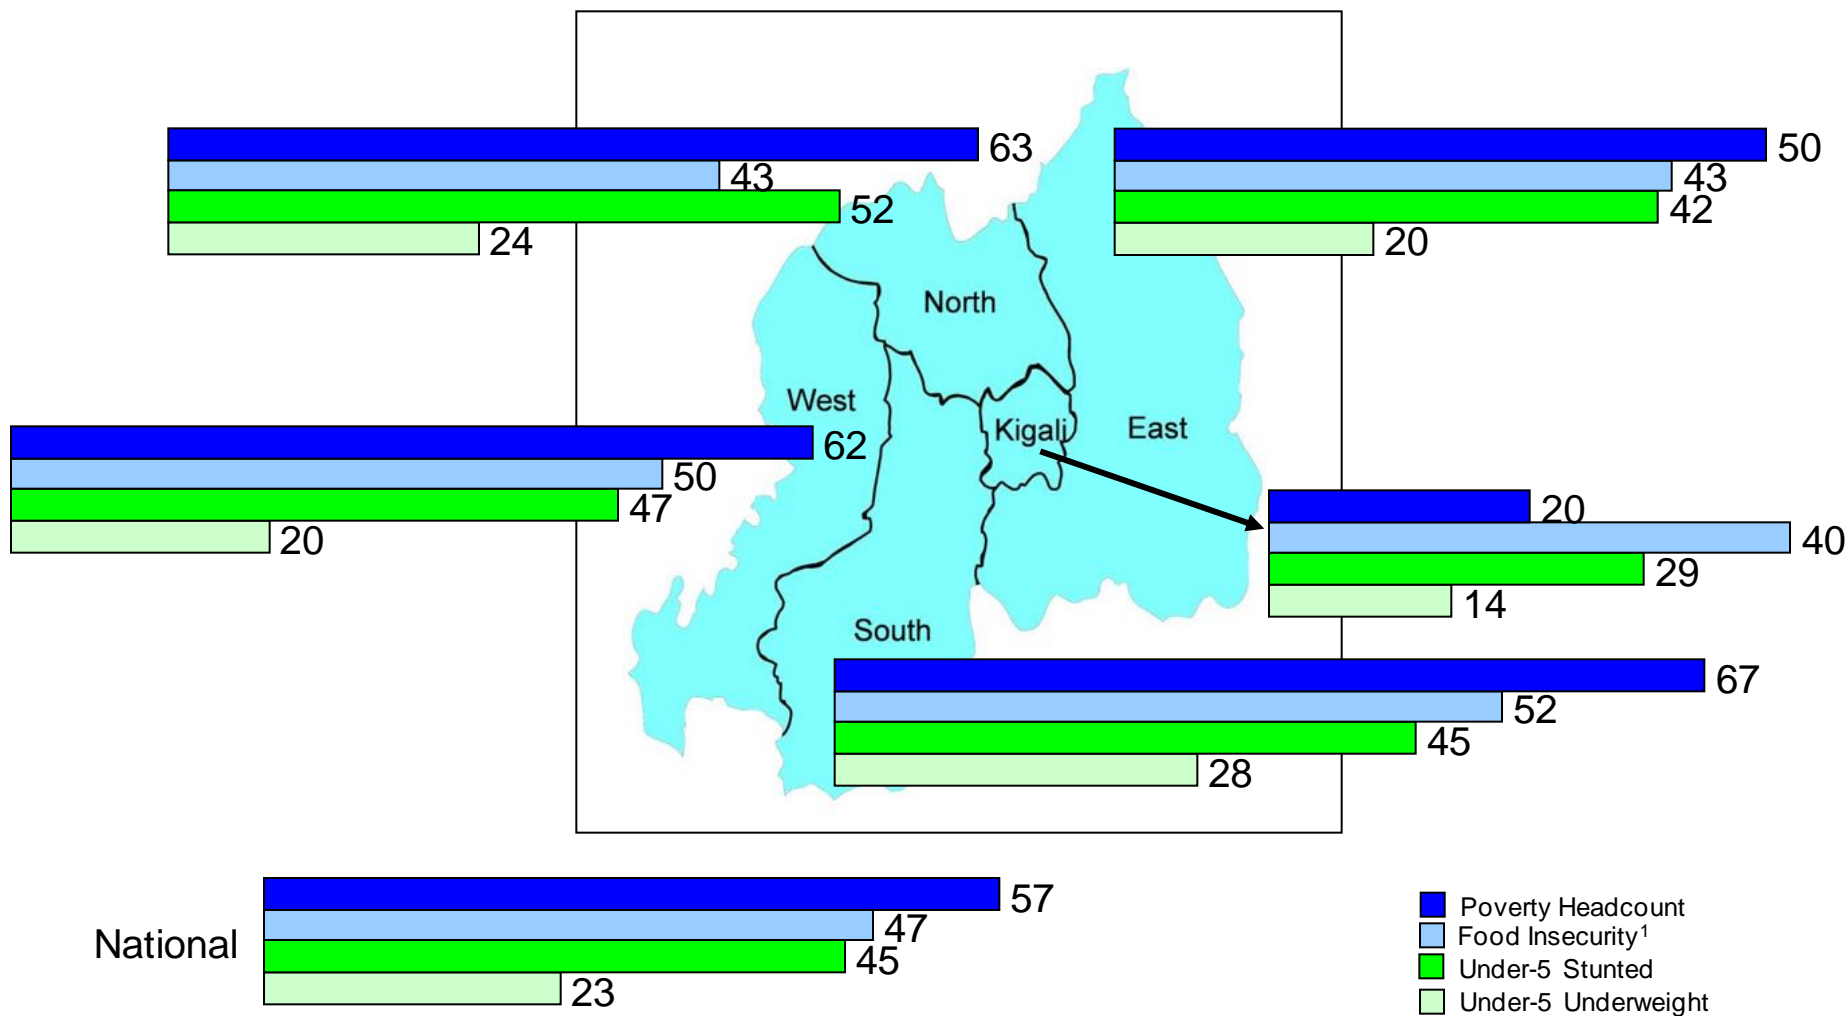 63
43
52
24
50
43
42
20
North
West
Kigali
East
62
50
47
20
20
40
29
14
South
67
52
45
28
National
57
47
45
23
Poverty Headcount
Food Insecurity¹
Under-5 Stunted
Under-5 Underweight